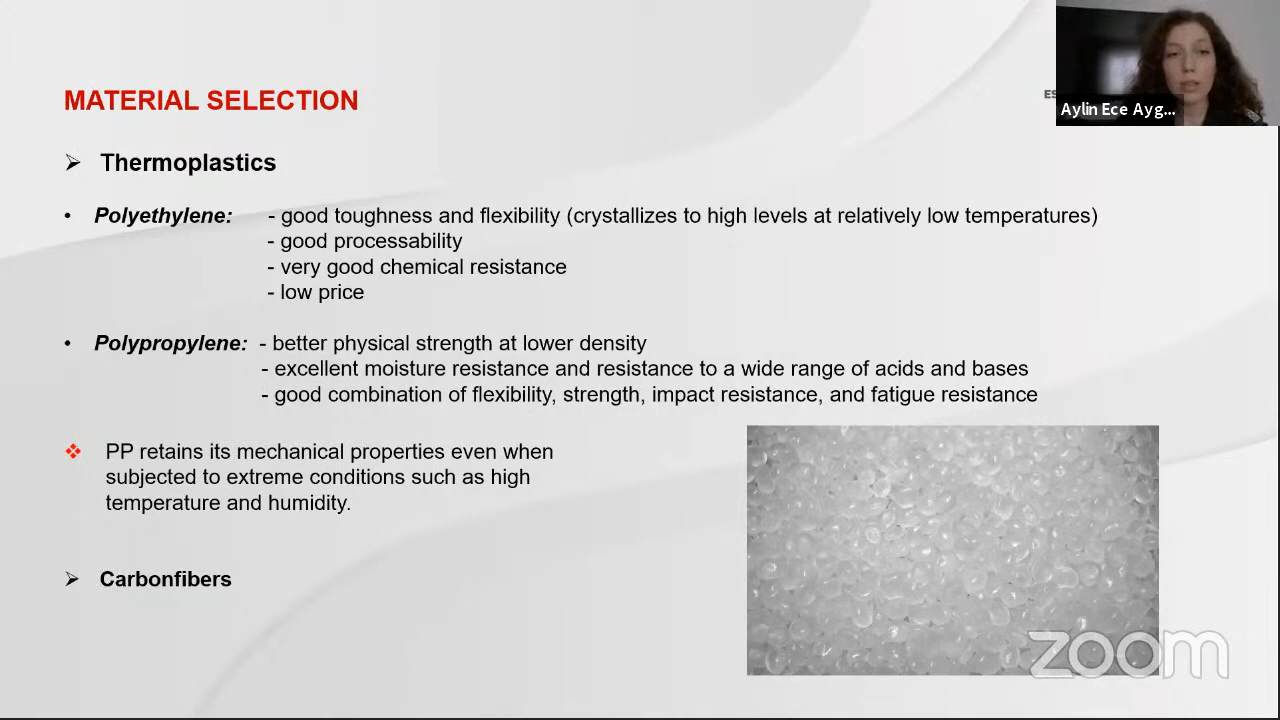 MATERIAL SELECTION
ES
Aylin Ece Ayg...
➢ Thermoplastics
• Polyethylene: - good toughness and flexibility (crystallizes to high levels at relatively low temperatures)
- good processability
- very good chemical resistance
- low price
• Polypropylene: - better physical strength at lower density
- excellent moisture resistance and resistance to a wide range of acids and bases
- good combination of flexibility, strength, impact resistance, and fatigue resistance
❖ PP retains its mechanical properties even when
subjected to extreme conditions such as high
temperature and humidity.
➢ Carbonfibers
zoom